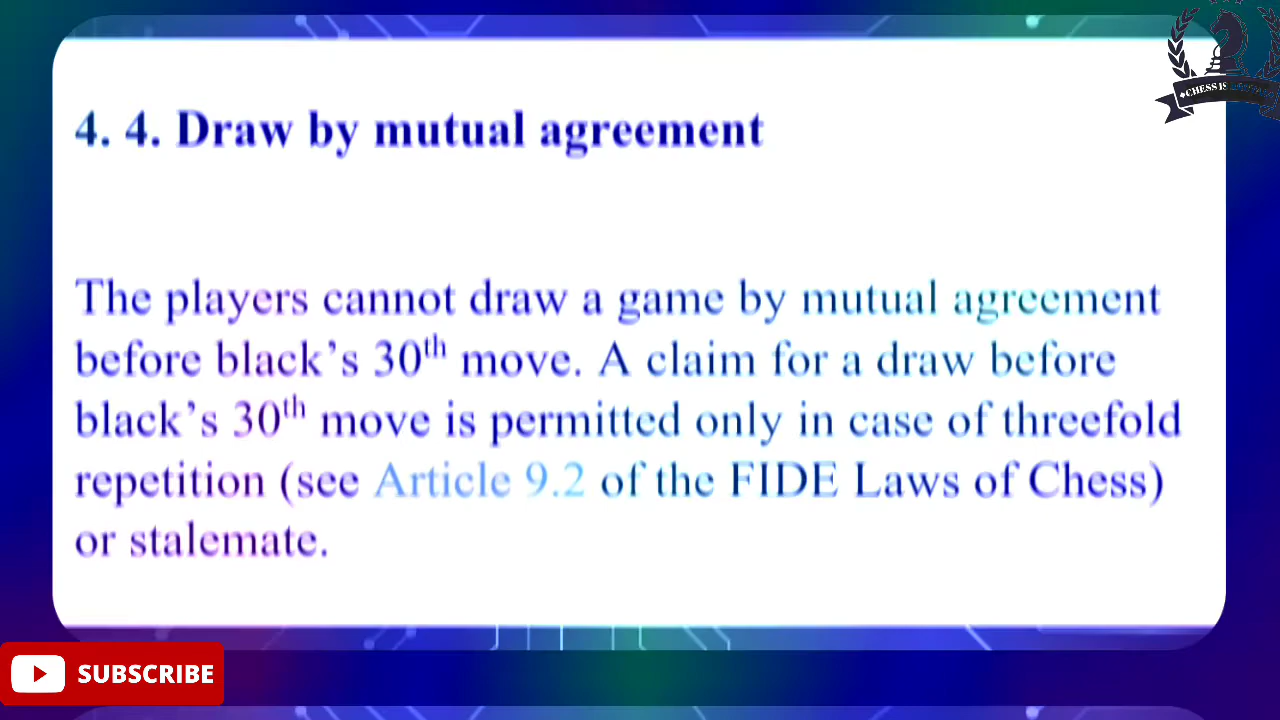 4. 4. Draw by mutual agreement
The players cannot draw a game by mutual agreement
before black’s 30th move. A claim for a draw before
black’s 30th move is permitted only in case of threefold
repetition (see Article 9.2 of the FIDE Laws of Chess)
or stalemate.
CHESS IS
SUBSCRIBE